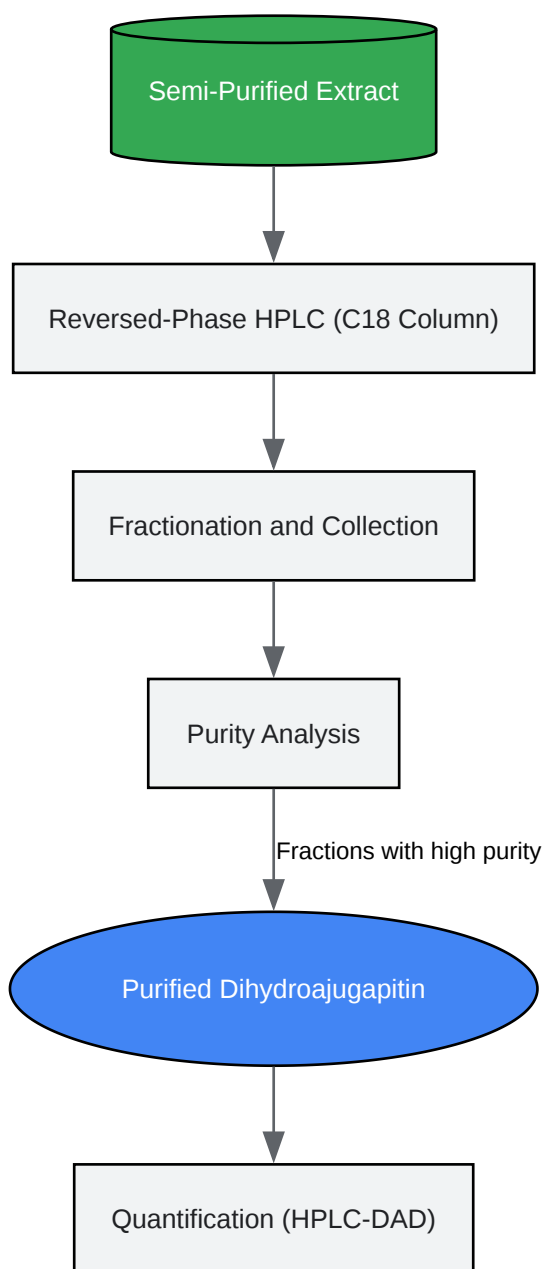 Semi-Purified Extract
Reversed-Phase HPLC (C18 Column)
Fractionation and Collection
Purity Analysis
Fractions with high purity
Purified Dihydroajugapitin
Quantification (HPLC-DAD)